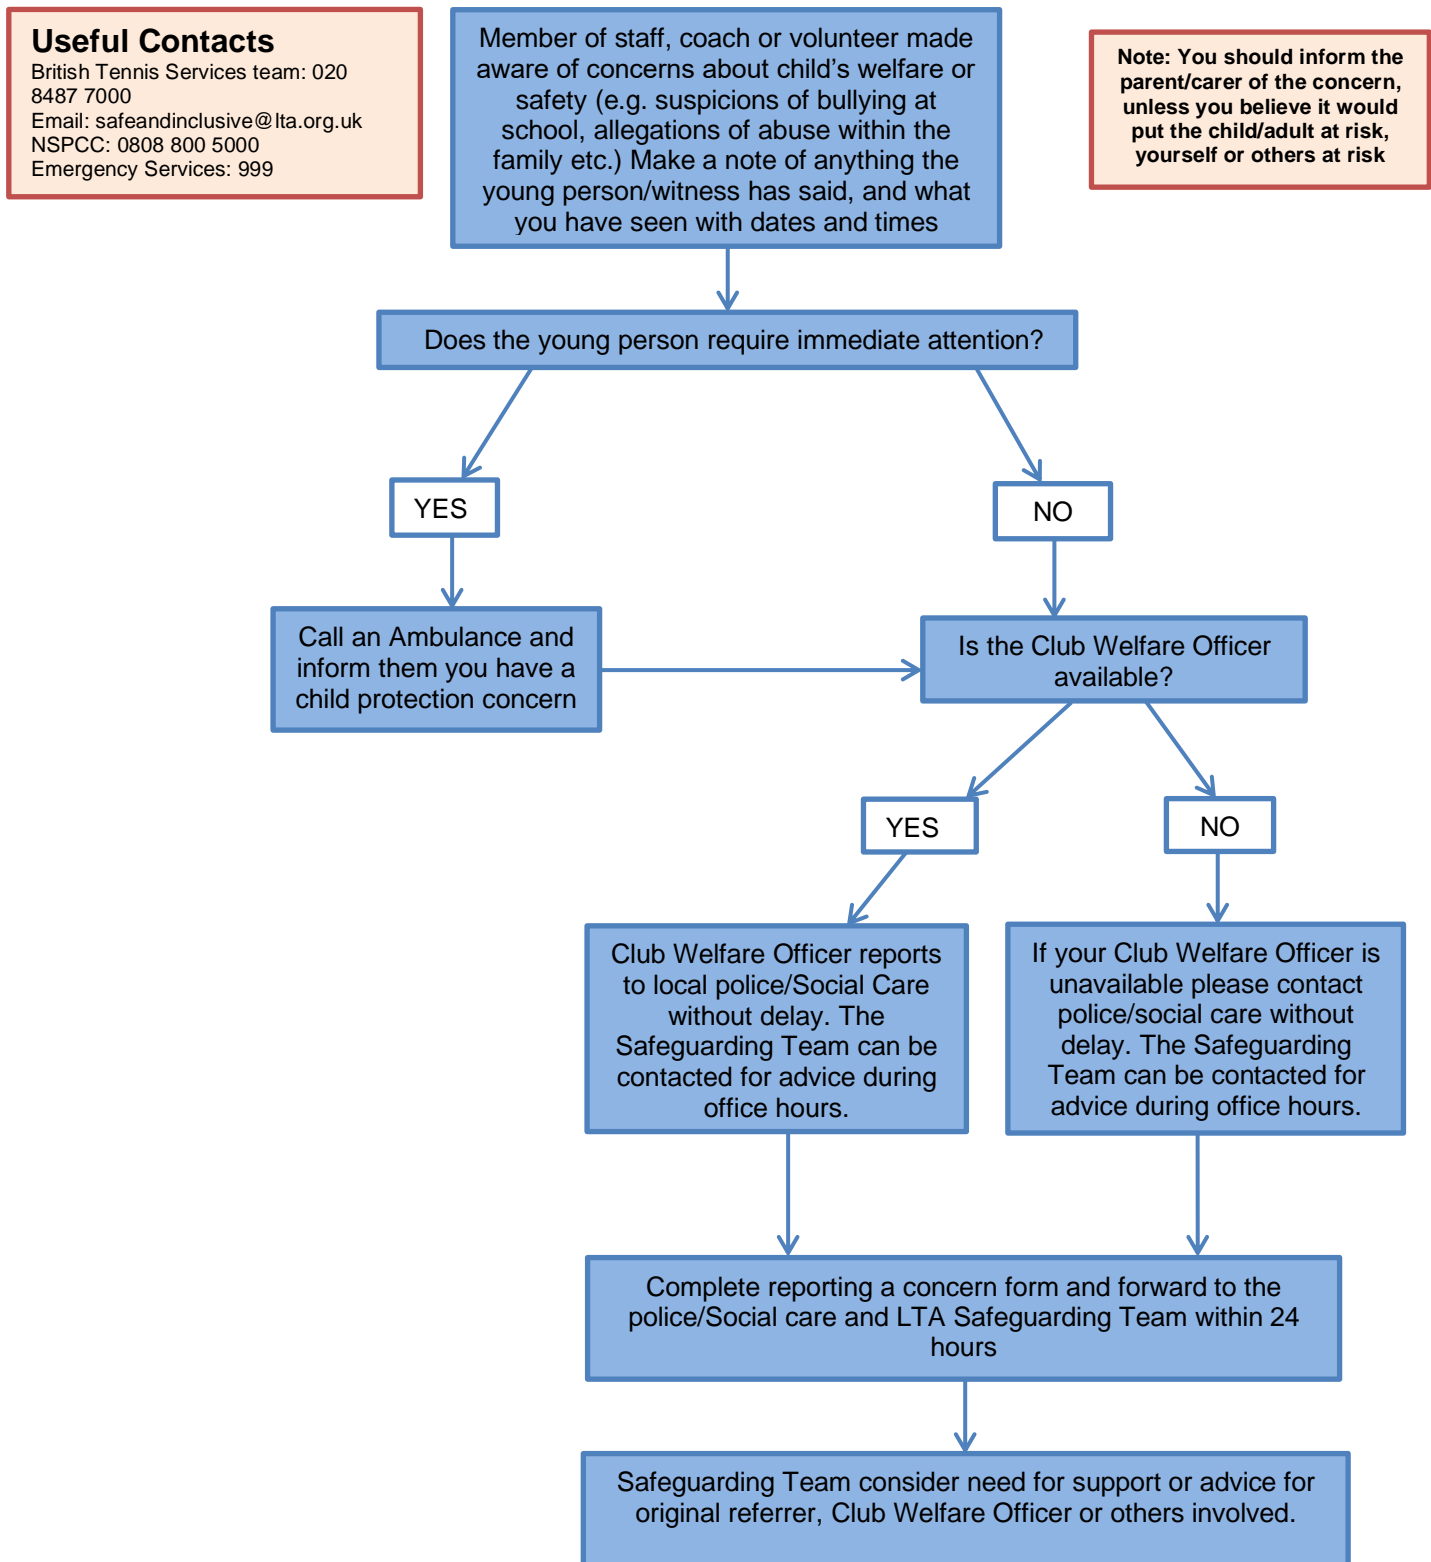 Useful Contacts
British Tennis Services team: 020
8487 7000
Email: safeandinclusive@lta.org.uk
NSPCC: 0808 800 5000
Emergency Services: 999
Member of staff, coach or volunteer made
aware of concerns about child's welfare or
safety (e.g. suspicions of bullying at
school, allegations of abuse within the
family etc.) Make a note of anything the
young person/witness has said, and what
you have seen with dates and times
Note: You should inform the
parent/carer of the concern,
unless you believe it would
put the child/adult at risk,
yourself or others at risk
Does the young person require immediate attention?
YES
NO
Call an Ambulance and
inform them you have a
child protection concern
Is the Club Welfare Officer
available?
YES
NO
Club Welfare Officer reports
to local police/Social Care
without delay. The
Safeguarding Team can be
contacted for advice during
office hours.
If your Club Welfare Officer is
unavailable please contact
police/social care without
delay. The Safeguarding
Team can be contacted for
advice during office hours.
Complete reporting a concern form and forward to the
police/Social care and LTA Safeguarding Team within 24
hours
Safeguarding Team consider need for support or advice for
original referrer, Club Welfare Officer or others involved.